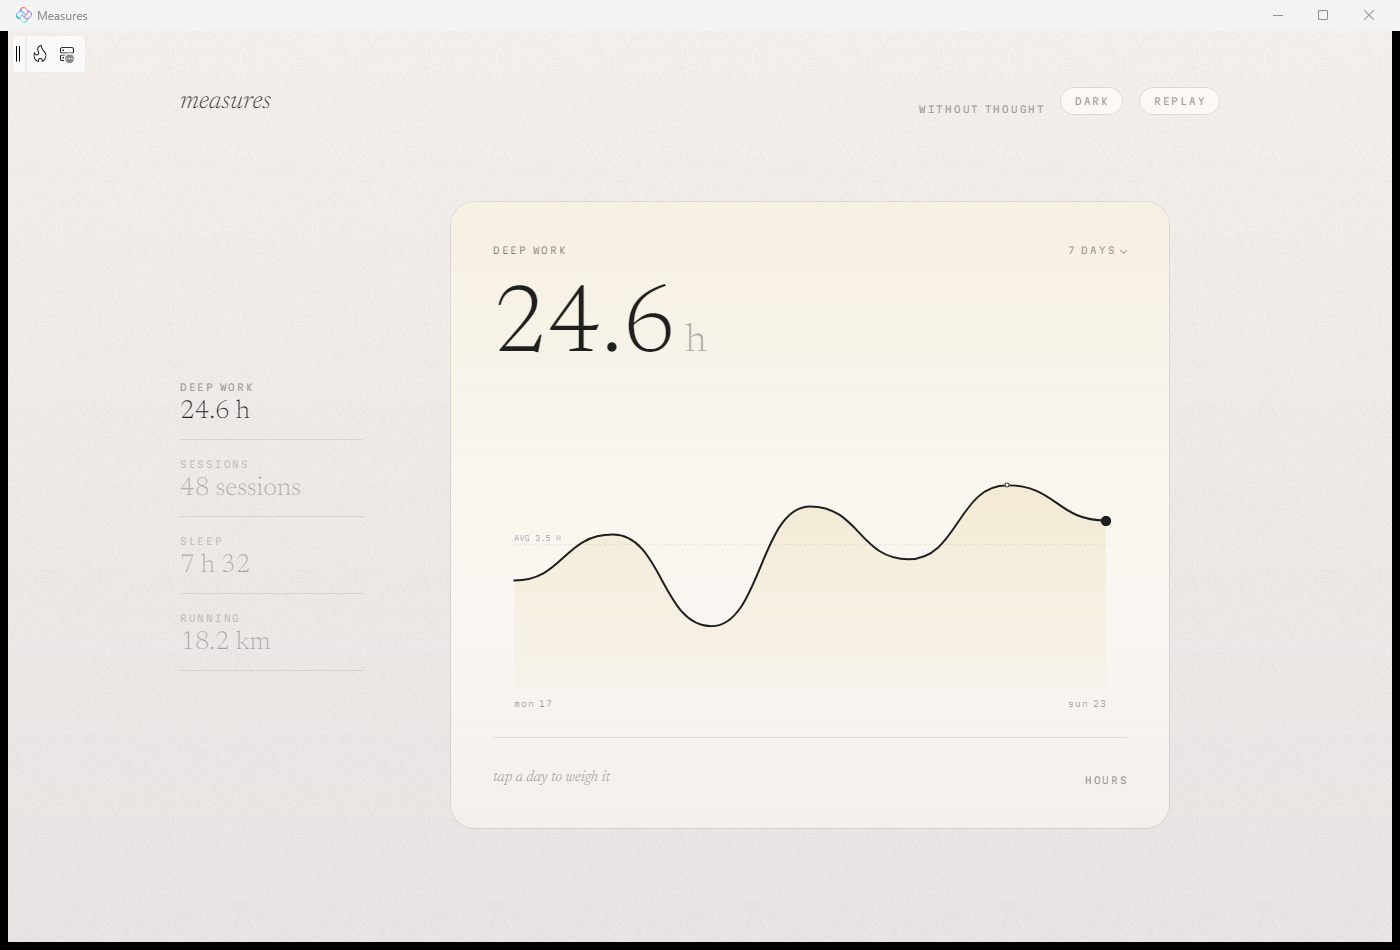 Measures
measures
WITHOUT THOUGHT
DARK
REPLAY
DEEP WORK
7 DAYS
24.6 h
DEEP WORK
24.6 h
SESSIONS
48 sessions
SLEEP
7 h 32
RUNNING
18.2 km
AVG 3.5 H
mon 17
sun 23
tap a day to weigh it
HOURS